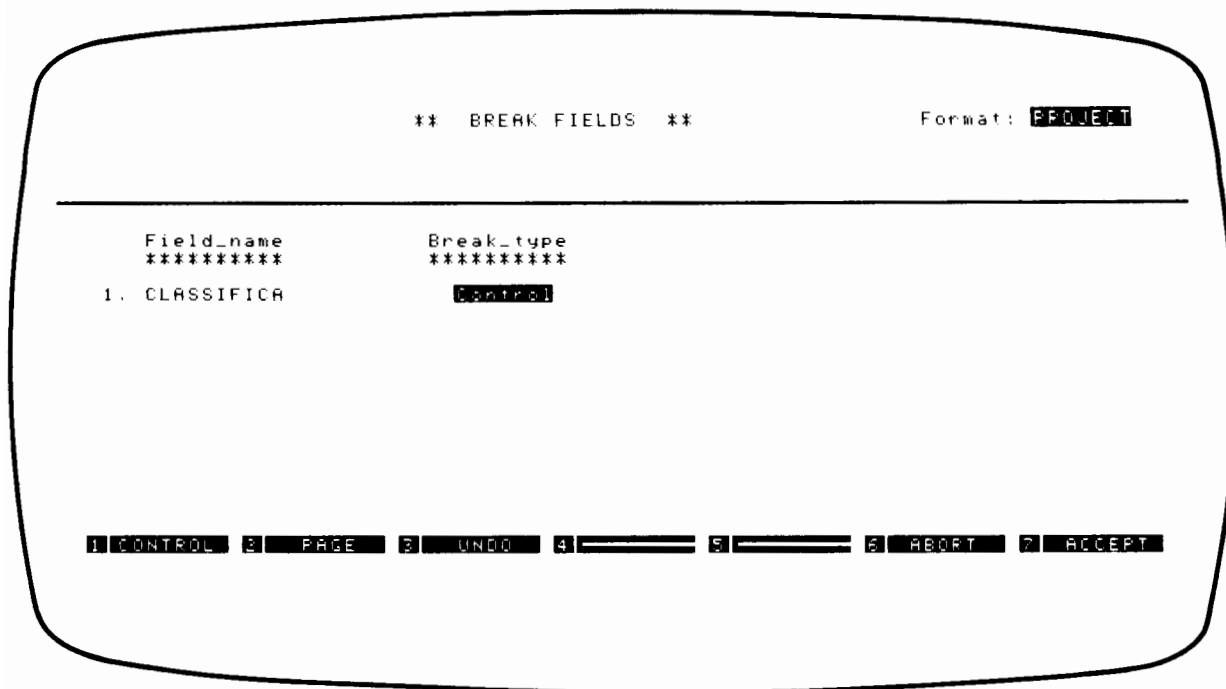 ** BREAK FIELDS ** Format: PROJECT
Field_name Break_type
********** **********
1. CLASSIFICA Control
1 CONTROL 2 PAGE 3 UNDO 4 5 6 ABORT 7 ACCEPT